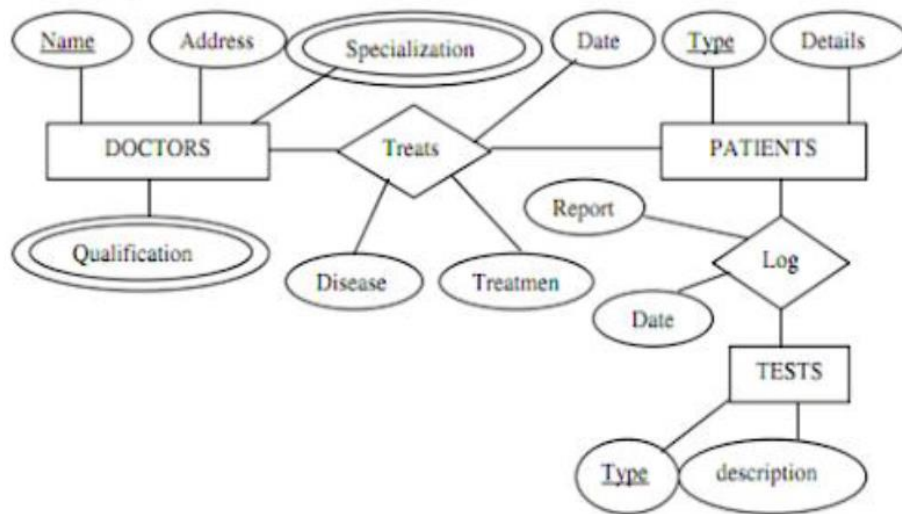 Name
Address
Specialization
Date
Type
Details
DOCTORS
Treats
PATIENTS
Report
Qualification
Disease
Treatmen
Log
Date
TESTS
Type
description